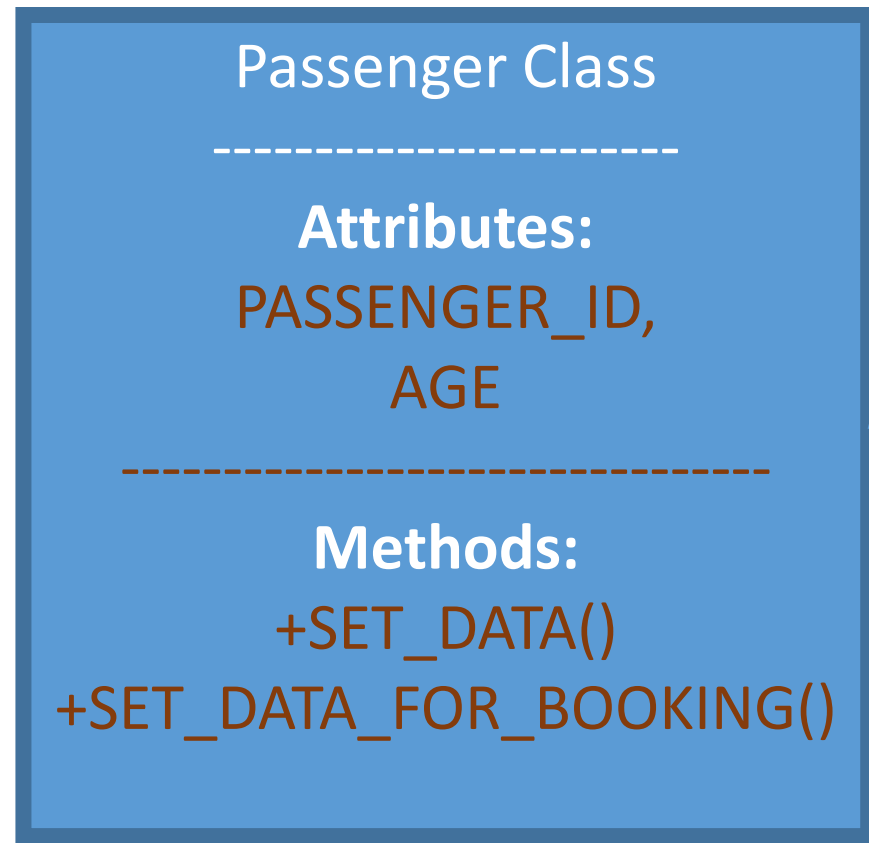 Passenger Class
-----------------------
Attributes:
PASSENGER_ID,
AGE
--------------------------------
Methods:
+SET_DATA()
+SET_DATA_FOR_BOOKING()